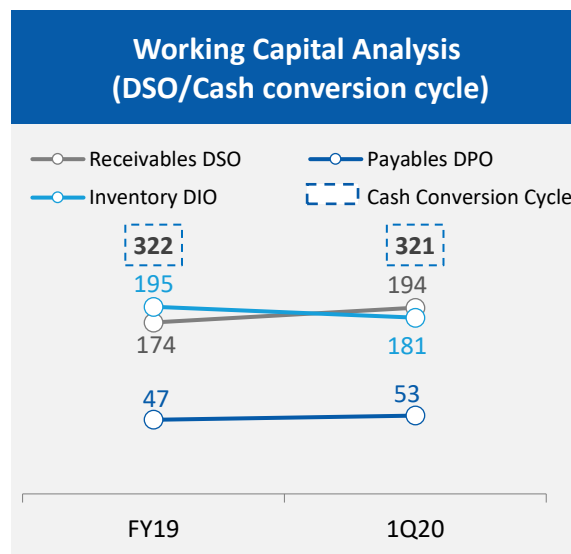 Working Capital Analysis
(DSO/Cash conversion cycle)
Receivables DSO
Payables DPO
Inventory DIO
Cash Conversion Cycle
322
321
195
194
174
181
47
53
FY19
1Q20